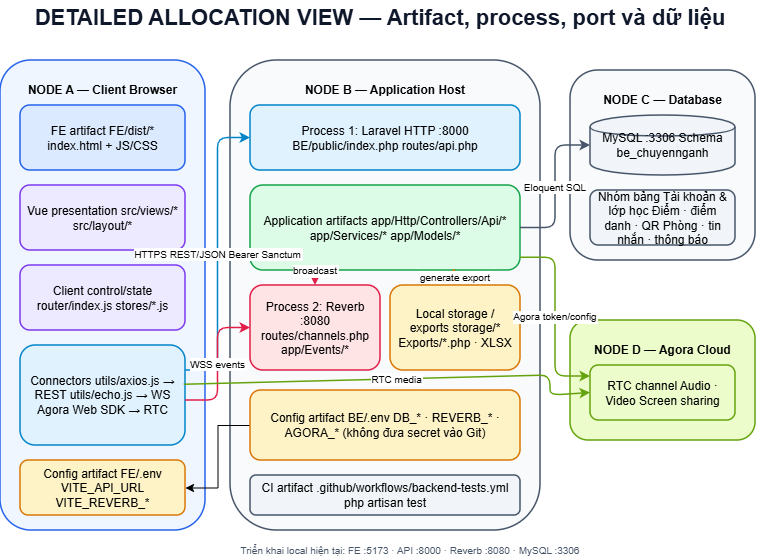 DETAILED ALLOCATION VIEW — Artifact, process, port và dữ liệu
NODE A — Client Browser
FE artifact FE/dist/*
index.html + JS/CSS
Vue presentation src/views/*
src/layout/*
Client control/state
router/index.js stores/*.js
Connectors utils/axios.js →
REST utils/echo.js → WS
Agora Web SDK → RTC
Config artifact FE/.env
VITE_API_URL
VITE_REVERB_*
NODE B — Application Host
Process 1: Laravel HTTP :8000
BE/public/index.php routes/api.php
Application artifacts app/Http/Controllers/Api/*
app/Services/* app/Models/*
HTTPS REST/JSON Bearer Sanctum
broadcast
generate export
Process 2: Reverb
:8080
routes/channels.php
app/Events/*
Local storage /
exports storage/*
Exports/*.php · XLSX
WSS events
RTC media
Config artifact BE/.env DB_* · REVERB_* ·
AGORA_* (không đưa secret vào Git)
CI artifact .github/workflows/backend-tests.yml
php artisan test
NODE C — Database
MySQL :3306 Schema
be_chuyennganh
Eloquent SQL
Nhóm bảng Tài khoản &
lớp học Điểm · điểm
danh · QR Phòng · tin
nhắn · thông báo
Agora token/config
NODE D — Agora Cloud
RTC channel Audio ·
Video Screen sharing
Triển khai local hiện tại: FE :5173 · API :8000 · Reverb :8080 · MySQL :3306